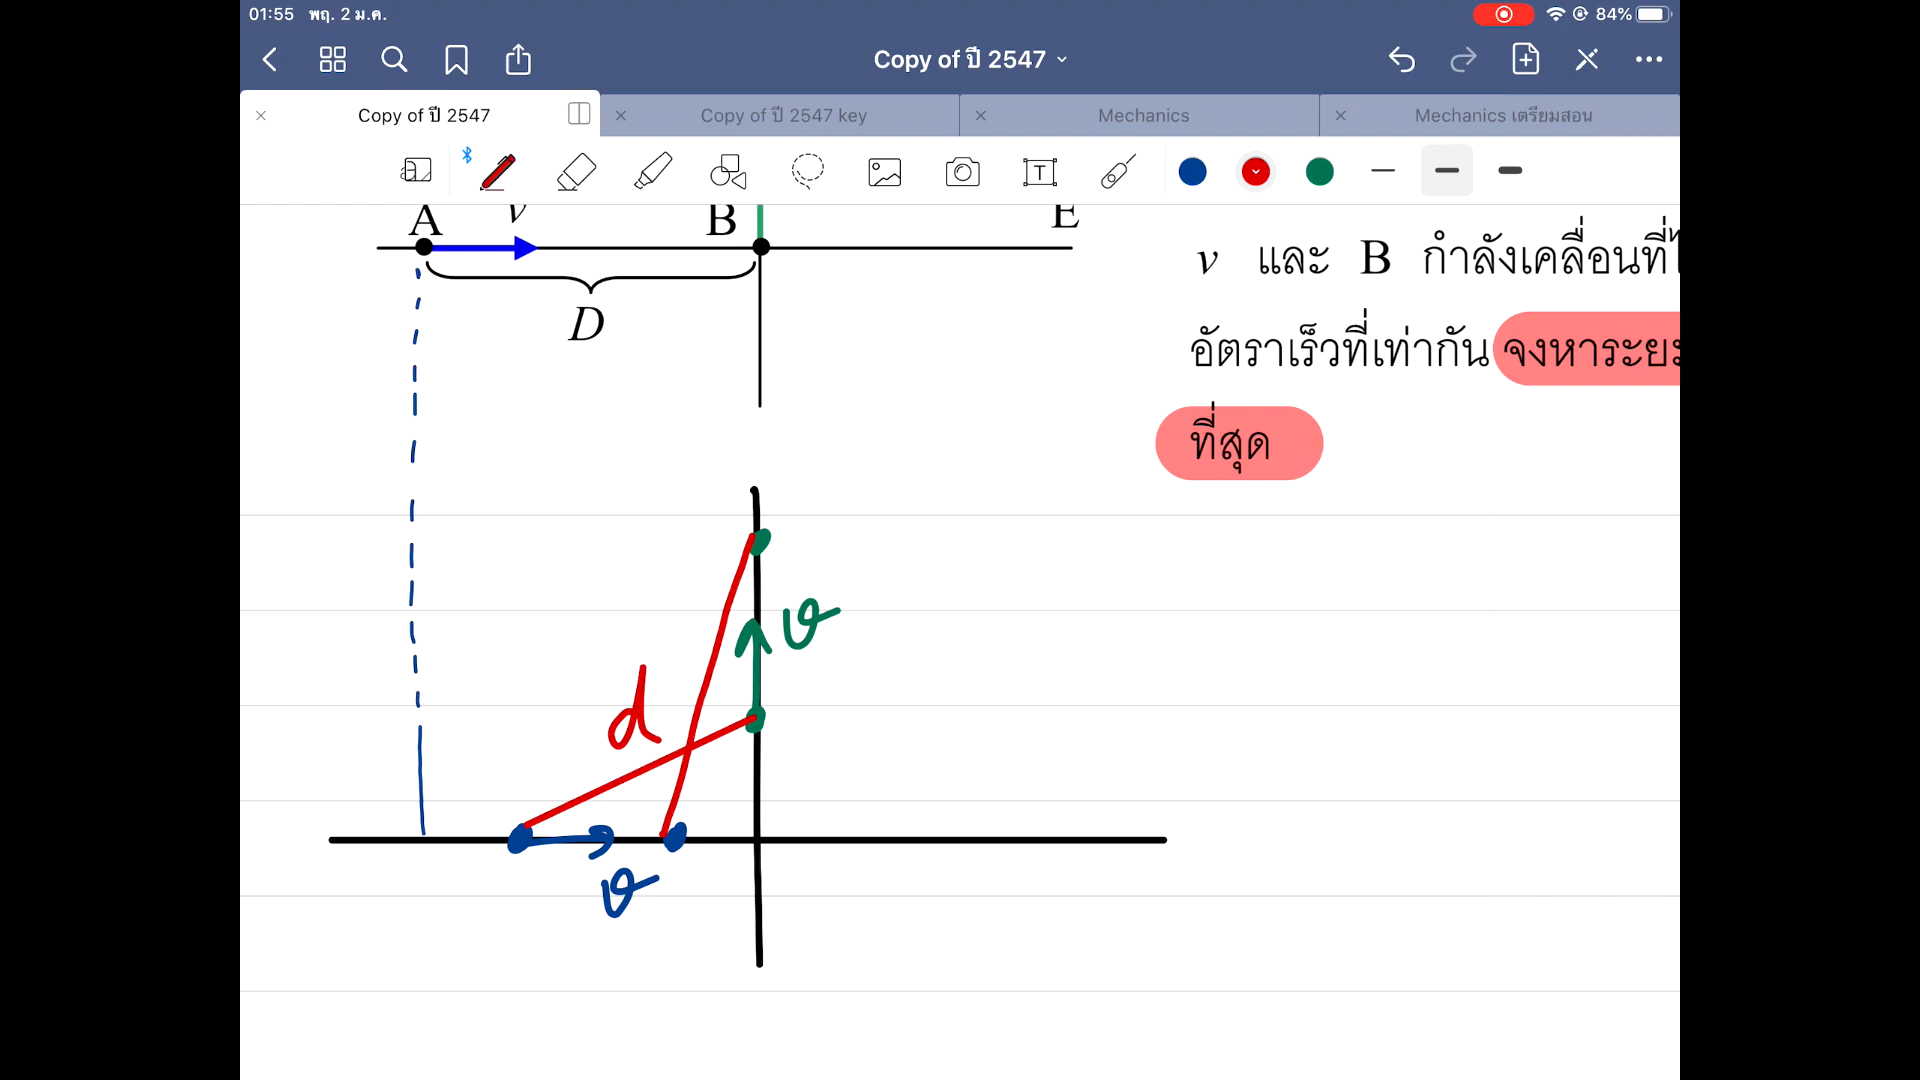 01:55 พฤ. 2 ม.ค.
84%
Copy of ปี 2547
Copy of ปี 2547
Copy of ปี 2547 key
Mechanics
Mechanics เตรียมสอน
T
A v B E
D
v และ B กำลังเคลื่อนที่
อัตราเร็วที่เท่ากัน จงหาระยะ
ที่สุด
v
d
v